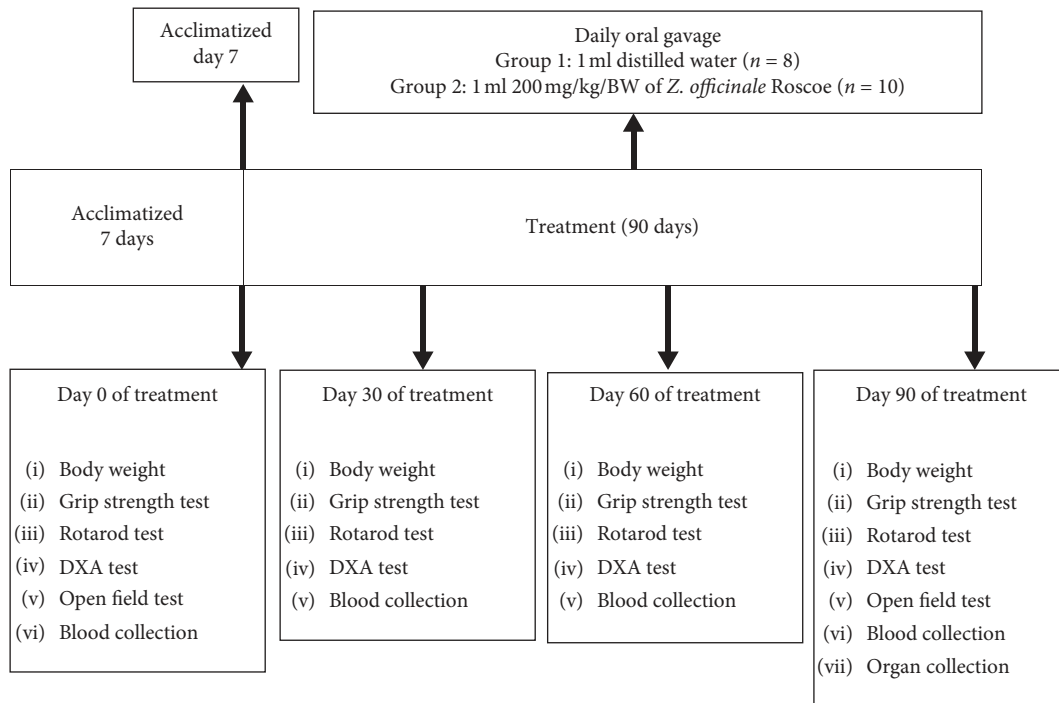 Acclimatized
day 7
Daily oral gavage
Group 1: 1 ml distilled water (n = 8)
Group 2: 1 ml 200 mg/kg/BW of Z. officinale Roscoe (n = 10)
Acclimatized
7 days
Treatment (90 days)
Day 0 of treatment
(i) Body weight
(ii) Grip strength test
(iii) Rotarod test
(iv) DXA test
(v) Open field test
(vi) Blood collection
Day 30 of treatment
(i) Body weight
(ii) Grip strength test
(iii) Rotarod test
(iv) DXA test
(v) Blood collection
Day 60 of treatment
(i) Body weight
(ii) Grip strength test
(iii) Rotarod test
(iv) DXA test
(v) Blood collection
Day 90 of treatment
(i) Body weight
(ii) Grip strength test
(iii) Rotarod test
(iv) DXA test
(v) Open field test
(vi) Blood collection
(vii) Organ collection